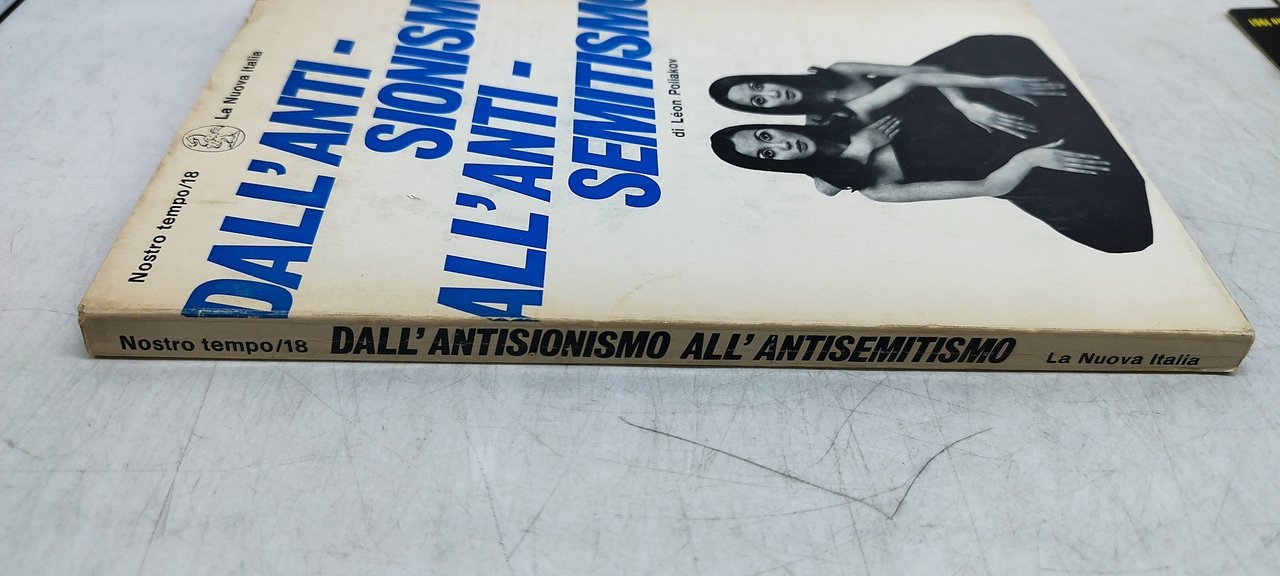 Nostro tempo/18
La Nuova Italia
DALL'ANTI-
SIONISMO
ALL'ANTI-
SEMITISMO
di Léon Poliakov
Nostro tempo/18 DALL'ANTISIONISMO ALL'ANTISEMITISMO La Nuova Italia